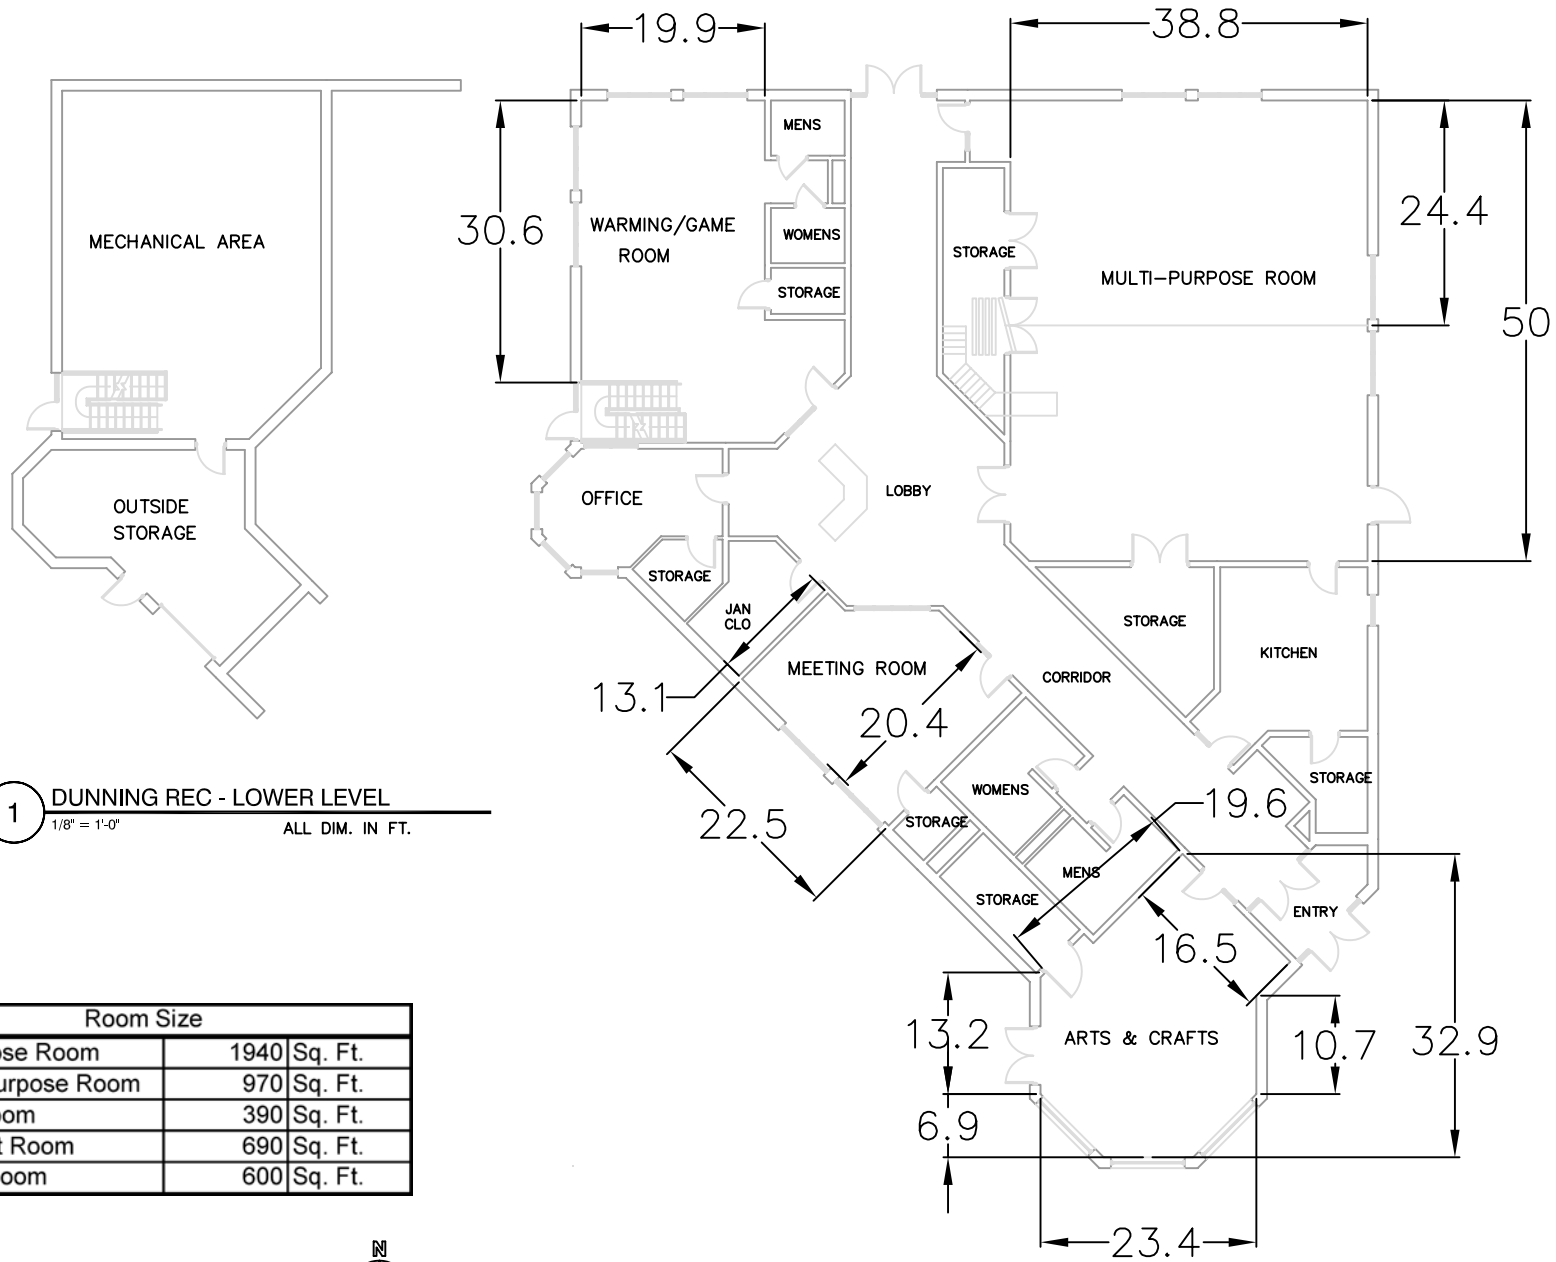 19.9
38.8
MENS
30.6
WARMING/GAME
ROOM
WOMENS
STORAGE
STORAGE
24.4
MULTI-PURPOSE ROOM
50
MECHANICAL AREA
OUTSIDE
STORAGE
OFFICE
LOBBY
STORAGE
JAN
CLO
STORAGE
KITCHEN
MEETING ROOM
CORRIDOR
13.1
20.4
22.5
STORAGE
WOMENS
STORAGE
19.6
MENS
STORAGE
ENTRY
16.5
1
DUNNING REC - LOWER LEVEL
1/8" = 1'-0"
ALL DIM. IN FT.
13.2
ARTS & CRAFTS
10.7
32.9
6.9
23.4
Room Size
Room 1940 Sq. Ft.
Room 970 Sq. Ft.
390 Sq. Ft.
Room 690 Sq. Ft.
600 Sq. Ft.
N